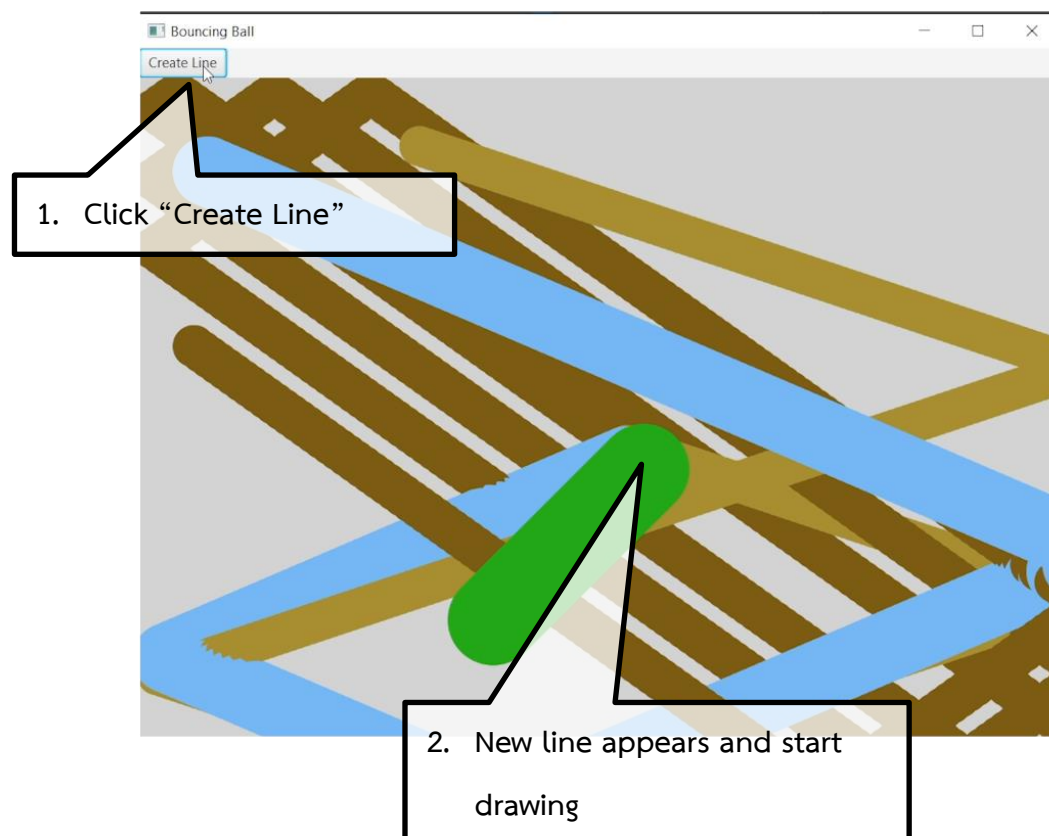 Bouncing Ball
Create Line
1. Click “Create Line”
2. New line appears and start
drawing